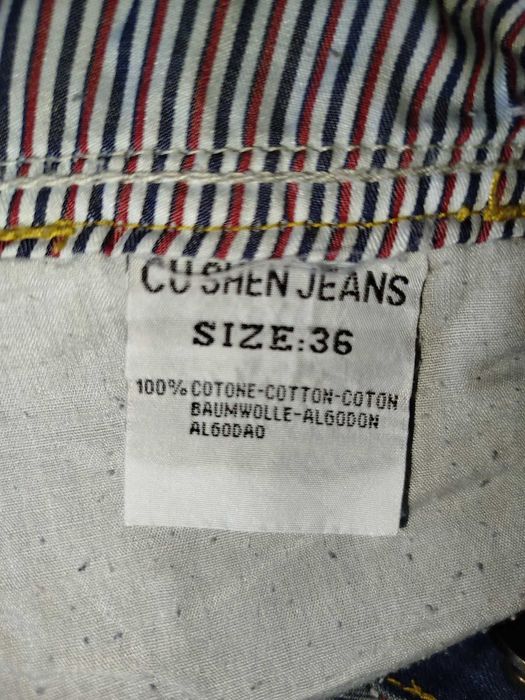 CU SHEN JEANS
SIZE:36
100% COTONE-COTTON-COTON
BAUMWOLLE-ALGODON
ALGODAO